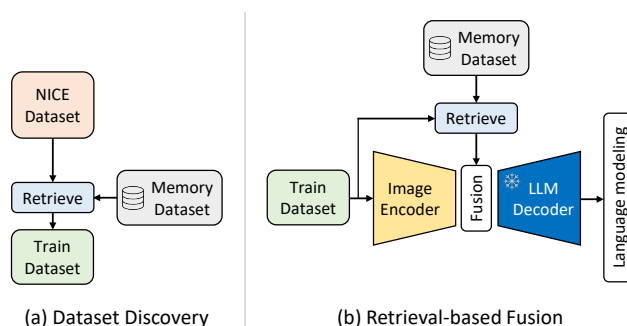 NICE
Dataset
Retrieve
Memory
Dataset
Train
Dataset
(a) Dataset Discovery
Memory
Dataset
Retrieve
Train
Dataset
Image
Encoder
Fusion
LLM
Decoder
Language modeling
(b) Retrieval-based Fusion